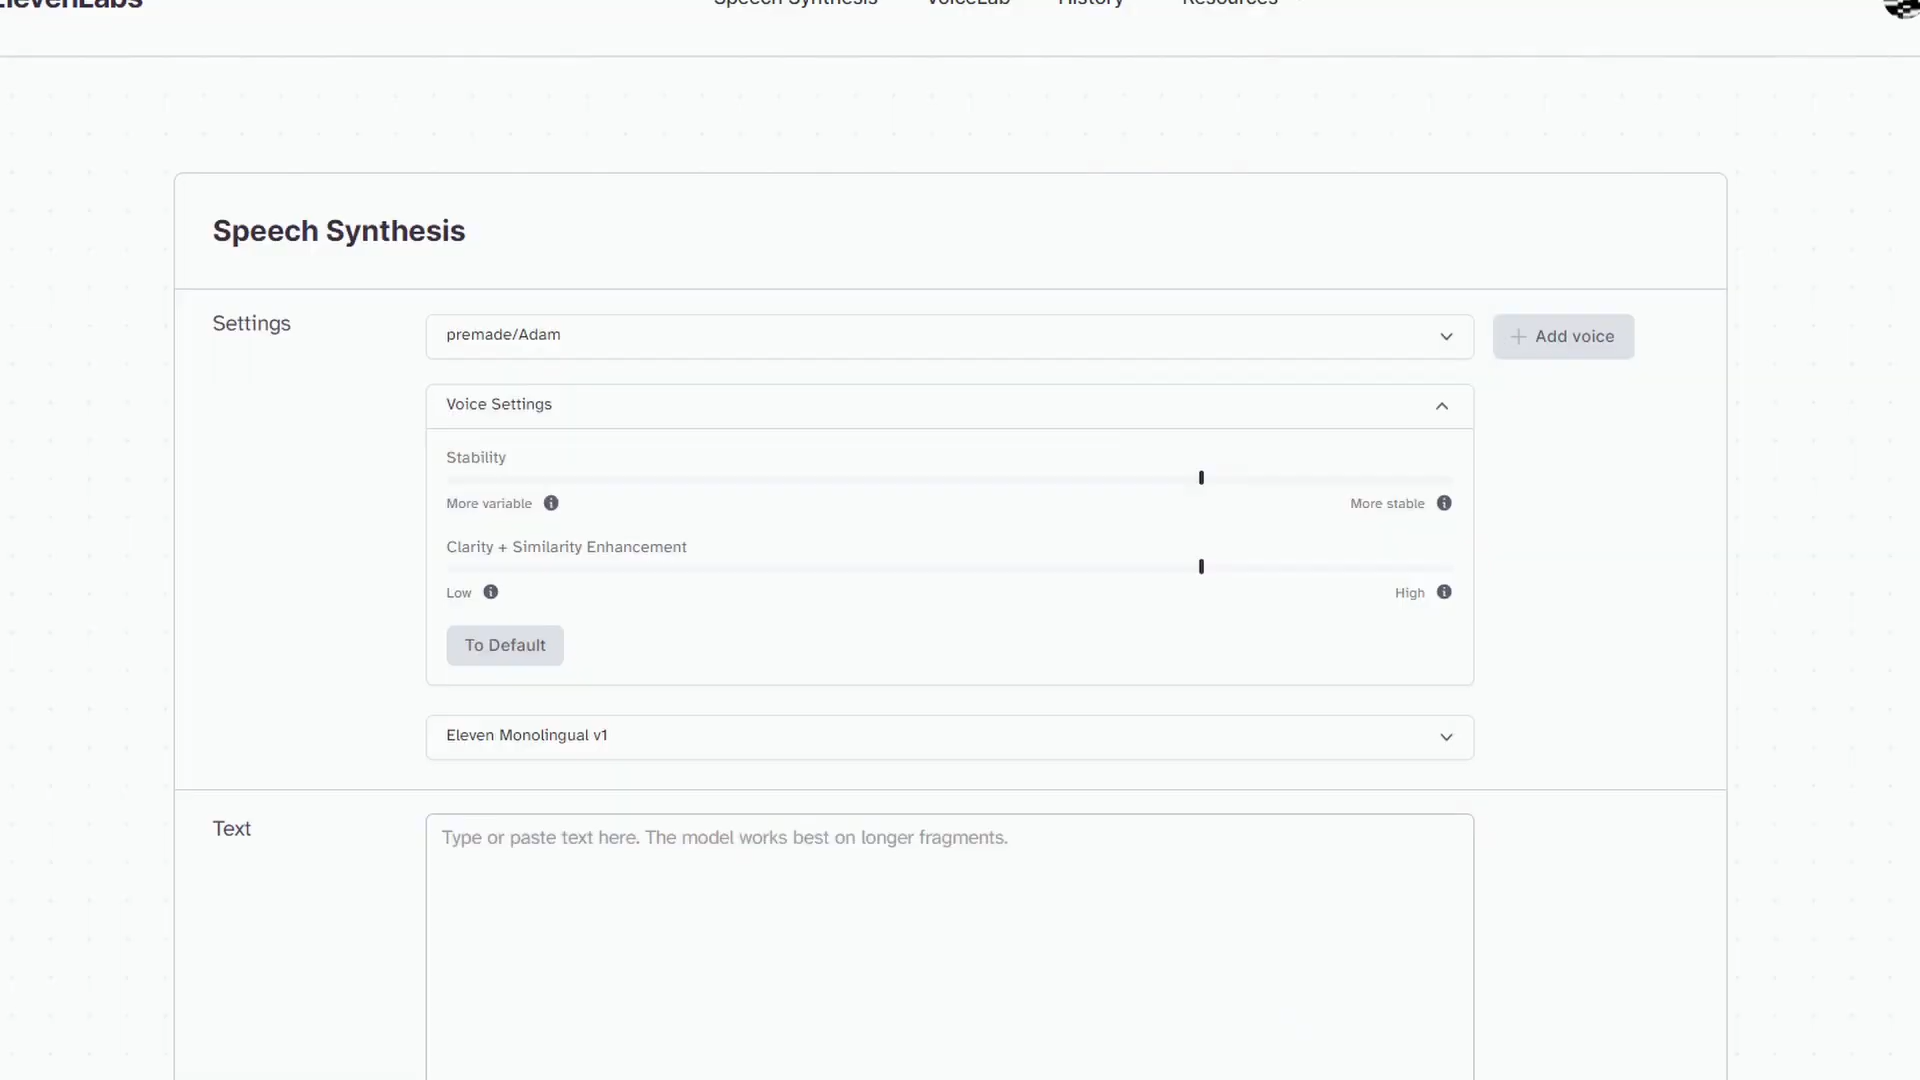 ElevenLabs
Speech Synthesis VoiceLab History Resources
Speech Synthesis
Settings
premade/Adam
+ Add voice
Voice Settings
Stability
More variable
More stable
Clarity + Similarity Enhancement
Low
High
To Default
Eleven Monolingual v1
Text
Type or paste text here. The model works best on longer fragments.